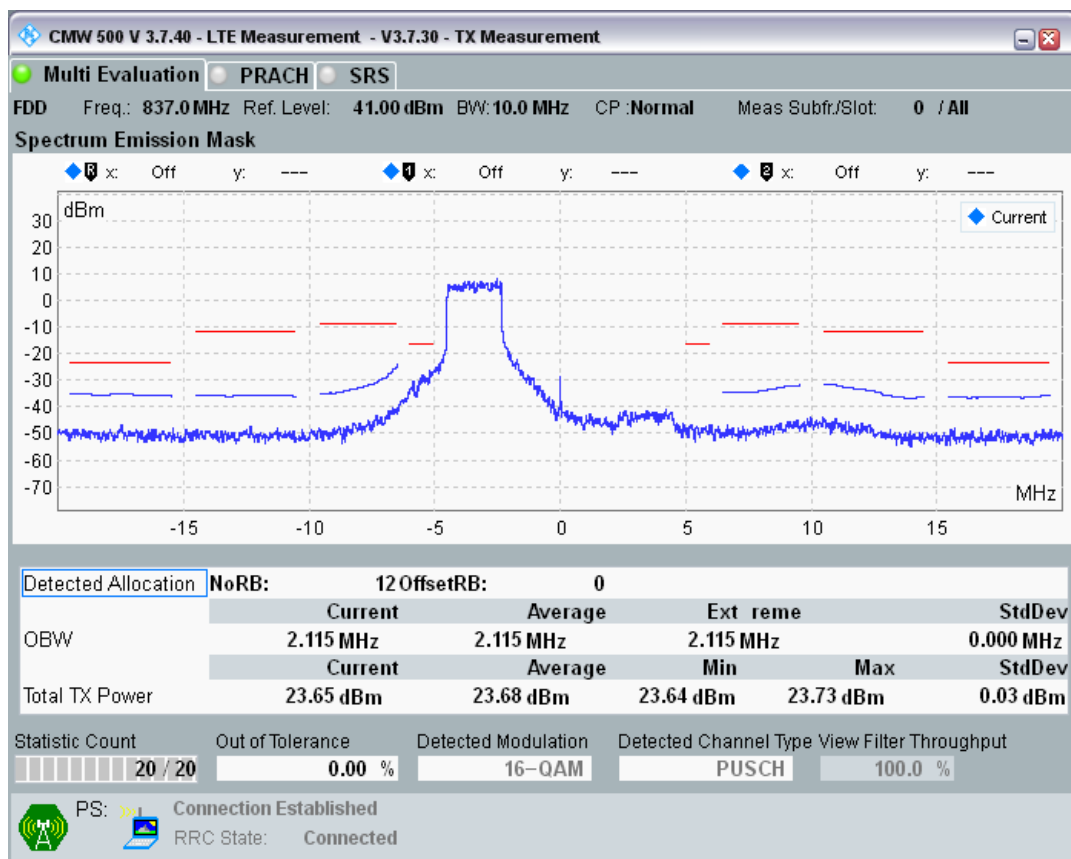 CMW 500 V 3.7.40 - LTE Measurement - V3.7.30 - TX Measurement
Multi Evaluation PRACH SRS
FDD Freq.: 837.0 MHz Ref. Level: 41.00 dBm BW: 10.0 MHz CP :Normal Meas Subfr./Slot: 0 / All
Spectrum Emission Mask
R x: Off y: --- 1 x: Off y: --- 2 x: Off y: ---
dBm
Current
30
20
10
0
-10
-20
-30
-40
-50
-60
-70
MHz
-15 -10 -5 0 5 10 15
Detected Allocation NoRB: 12 OffsetRB: 0
Current Average Ext reme StdDev
OBW 2.115 MHz 2.115 MHz 2.115 MHz 0.000 MHz
Current Average Min Max StdDev
Total TX Power 23.65 dBm 23.68 dBm 23.64 dBm 23.73 dBm 0.03 dBm
Statistic Count Out of Tolerance Detected Modulation Detected Channel Type View Filter Throughput
20 / 20 0.00 % 16-QAM PUSCH 100.0 %
PS: Connection Established
RRC State: Connected